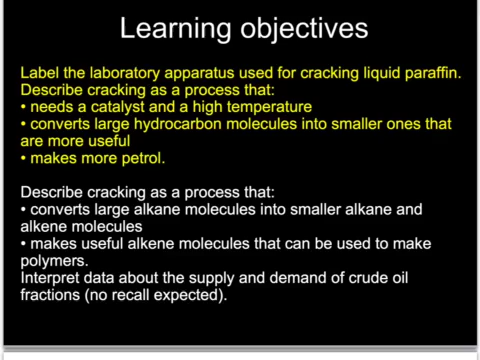 Learning objectives
Label the laboratory apparatus used for cracking liquid paraffin.
Describe cracking as a process that:
• needs a catalyst and a high temperature
• converts large hydrocarbon molecules into smaller ones that
are more useful
• makes more petrol.
Describe cracking as a process that:
• converts large alkane molecules into smaller alkane and
alkene molecules
• makes useful alkene molecules that can be used to make
polymers.
Interpret data about the supply and demand of crude oil
fractions (no recall expected).